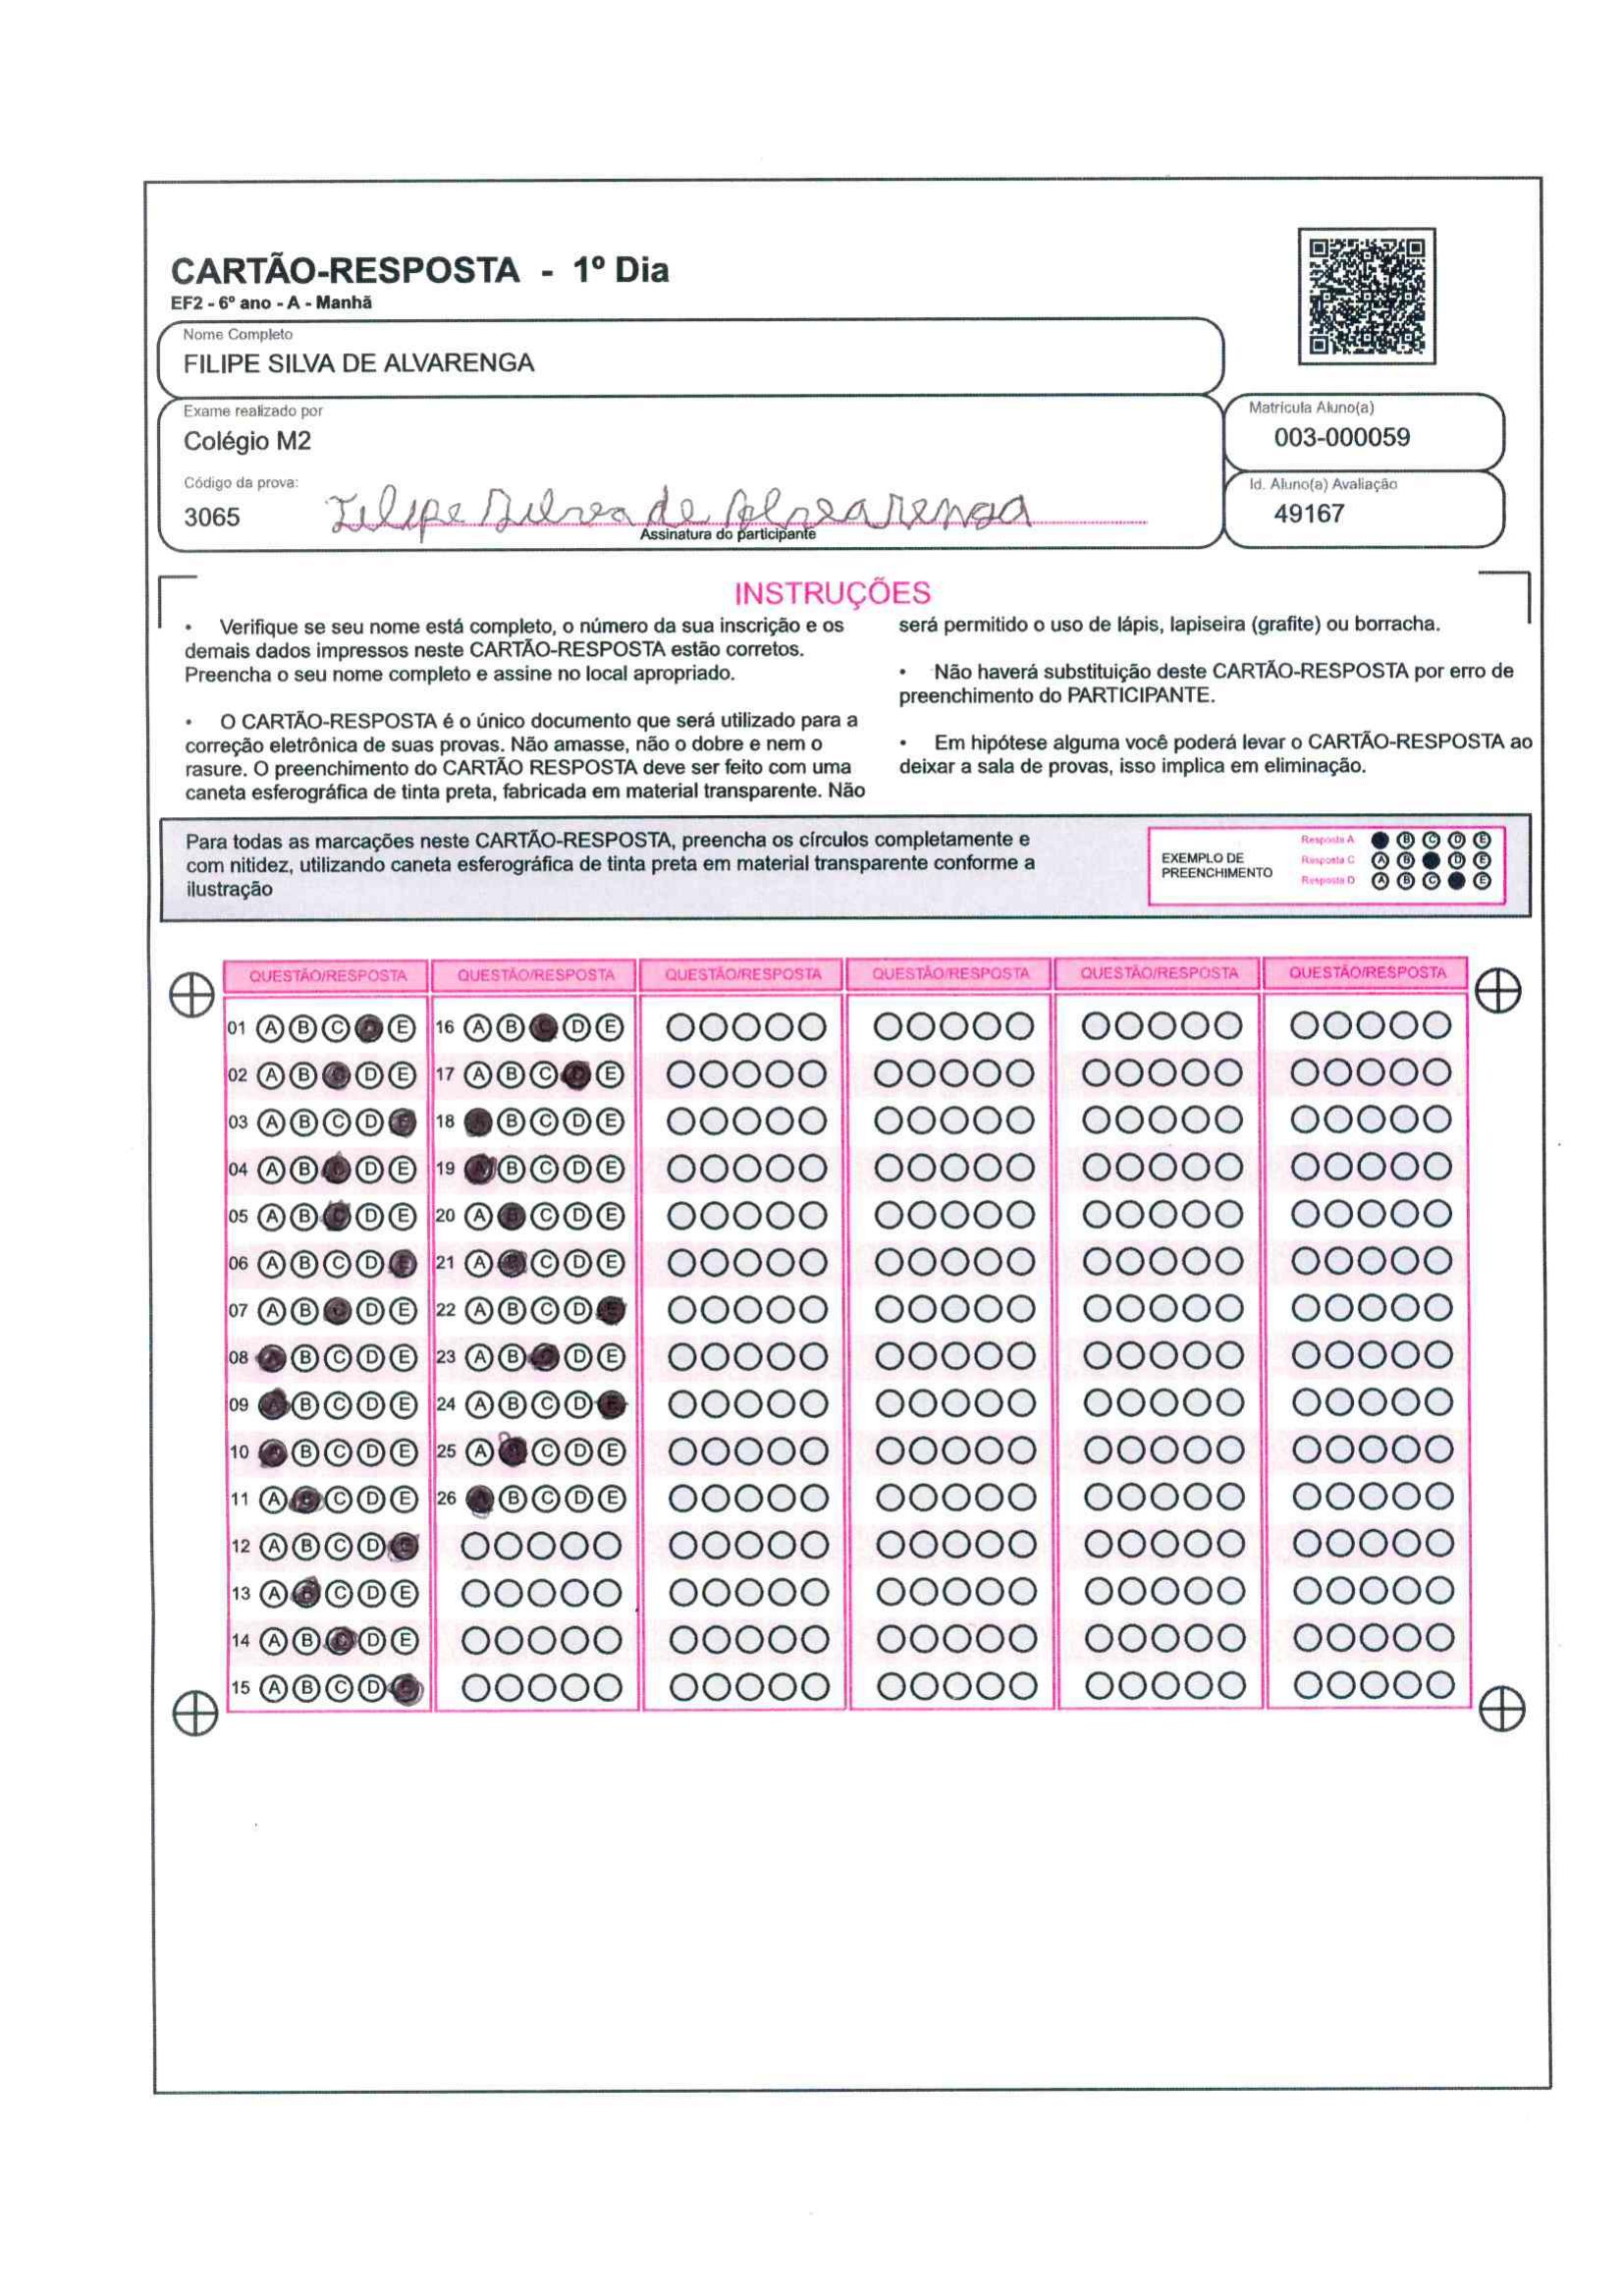 CARTÃO-RESPOSTA - 1º Dia
EF2 - 6º ano - A - Manhã
Nome Completo
FILIPE SILVA DE ALVARENGA
Exame realizado por
Colégio M2
Matrícula Aluno(a)
003-000059
Código da prova:
3065
Filipe Silva de Alvarenga
Assinatura do participante
Id. Aluno(a) Avaliação
49167
INSTRUÇÕES
• Verifique se seu nome está completo, o número da sua inscrição e os
demais dados impressos neste CARTÃO-RESPOSTA estão corretos.
Preencha o seu nome completo e assine no local apropriado.
• O CARTÃO-RESPOSTA é o único documento que será utilizado para a
correção eletrônica de suas provas. Não amasse, não o dobre e nem o
rasure. O preenchimento do CARTÃO RESPOSTA deve ser feito com uma
caneta esferográfica de tinta preta, fabricada em material transparente. Não
será permitido o uso de lápis, lapiseira (grafite) ou borracha.
• Não haverá substituição deste CARTÃO-RESPOSTA por erro de
preenchimento do PARTICIPANTE.
• Em hipótese alguma você poderá levar o CARTÃO-RESPOSTA ao
deixar a sala de provas, isso implica em eliminação.
Para todas as marcações neste CARTÃO-RESPOSTA, preencha os círculos completamente e
com nitidez, utilizando caneta esferográfica de tinta preta em material transparente conforme a
ilustração
EXEMPLO DE
PREENCHIMENTO
Resposta A B C D E
Resposta C A B D E
Resposta D A B C E
QUESTÃO/RESPOSTA QUESTÃO/RESPOSTA QUESTÃO/RESPOSTA QUESTÃO/RESPOSTA QUESTÃO/RESPOSTA QUESTÃO/RESPOSTA
01 A B C E 16 A B D E
02 A B D E 17 A B C E
03 A B C D 18 B C D E
04 A B D E 19 B C D E
05 A B C D E 20 A C D E
06 A B C D 21 A C D E
07 A B D E 22 A B C D
08 B C D E 23 A B D E
09 B C D E 24 A B C D
10 B C D E 25 A C D E
11 A C D E 26 B C D E
12 A B C D E
13 A C D E
14 A B D E
15 A B C D